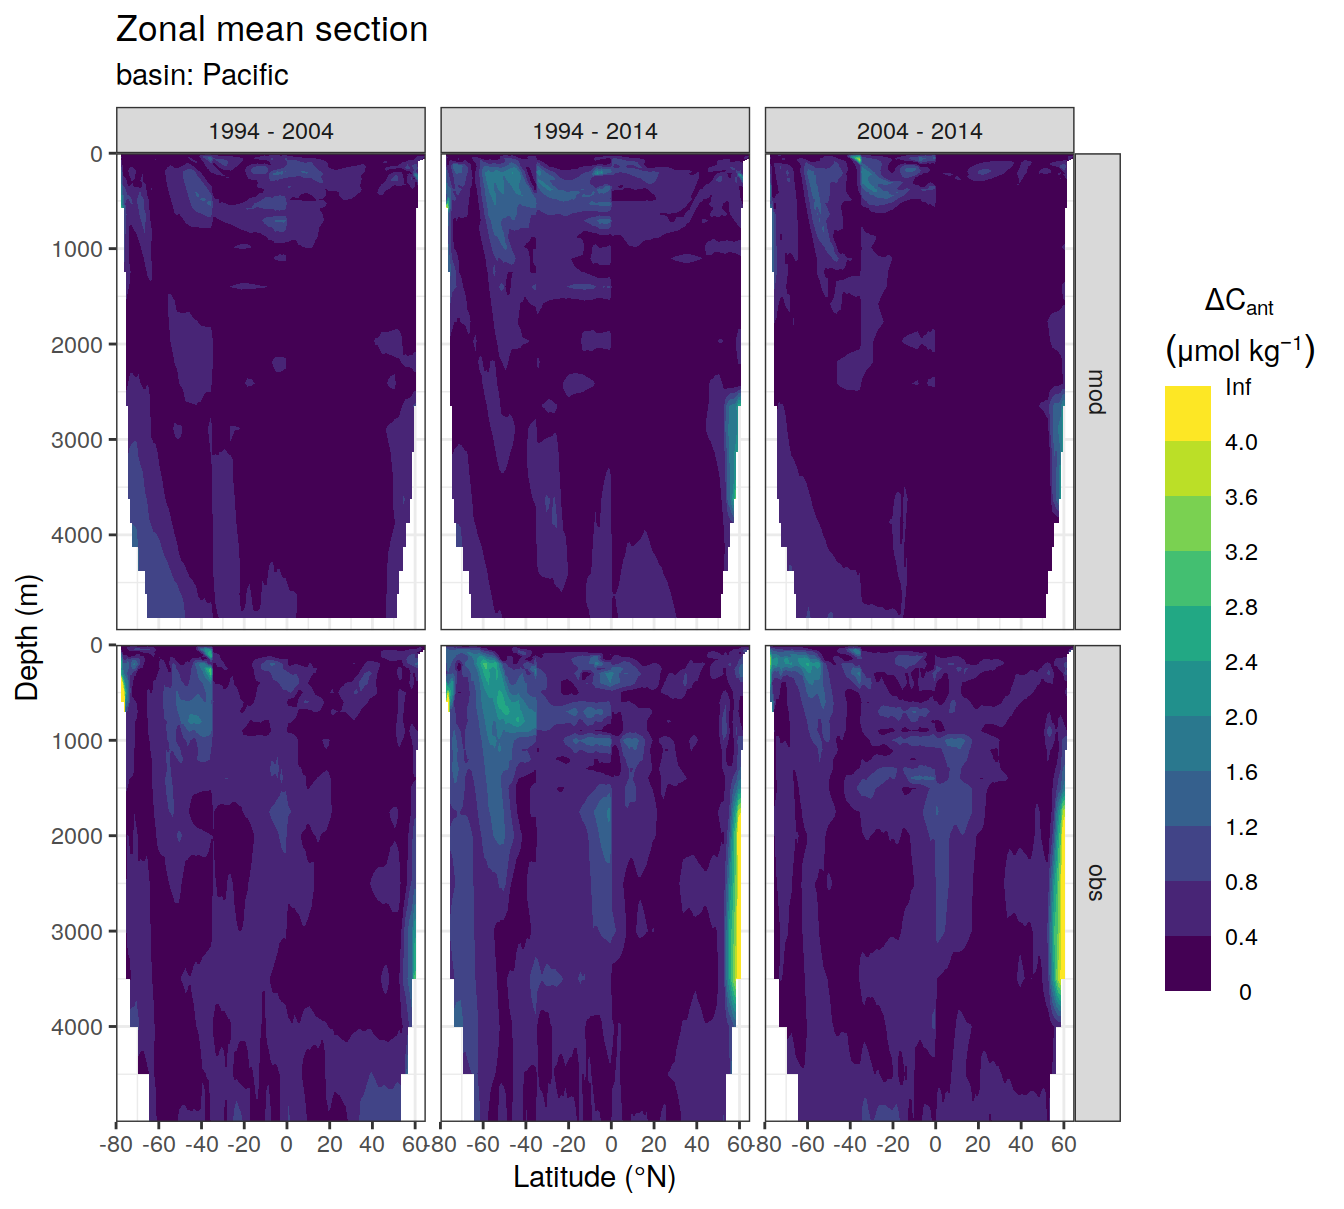 Zonal mean section
basin: Pacific
1994 - 2004
1994 - 2014
2004 - 2014
0
1000
2000
3000
4000
mod
0
1000
2000
3000
4000
obs
Depth (m)
-80 -60 -40 -20 0 20 40 60
-80 -60 -40 -20 0 20 40 60
-80 -60 -40 -20 0 20 40 60
Latitude (°N)
ΔCant
(µmol kg⁻¹)
Inf
4.0
3.6
3.2
2.8
2.4
2.0
1.6
1.2
0.8
0.4
0